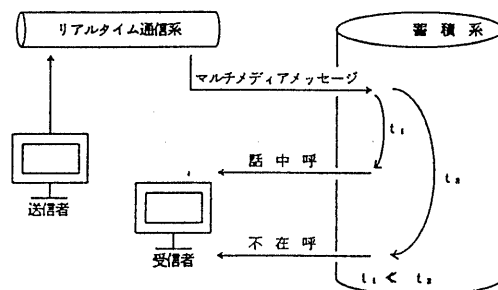 リアルタイム通信系
蓄積系
マルチメディアメッセージ
t₁
話中呼
t₂
送信者
不在呼
受信者
t₁ < t₂